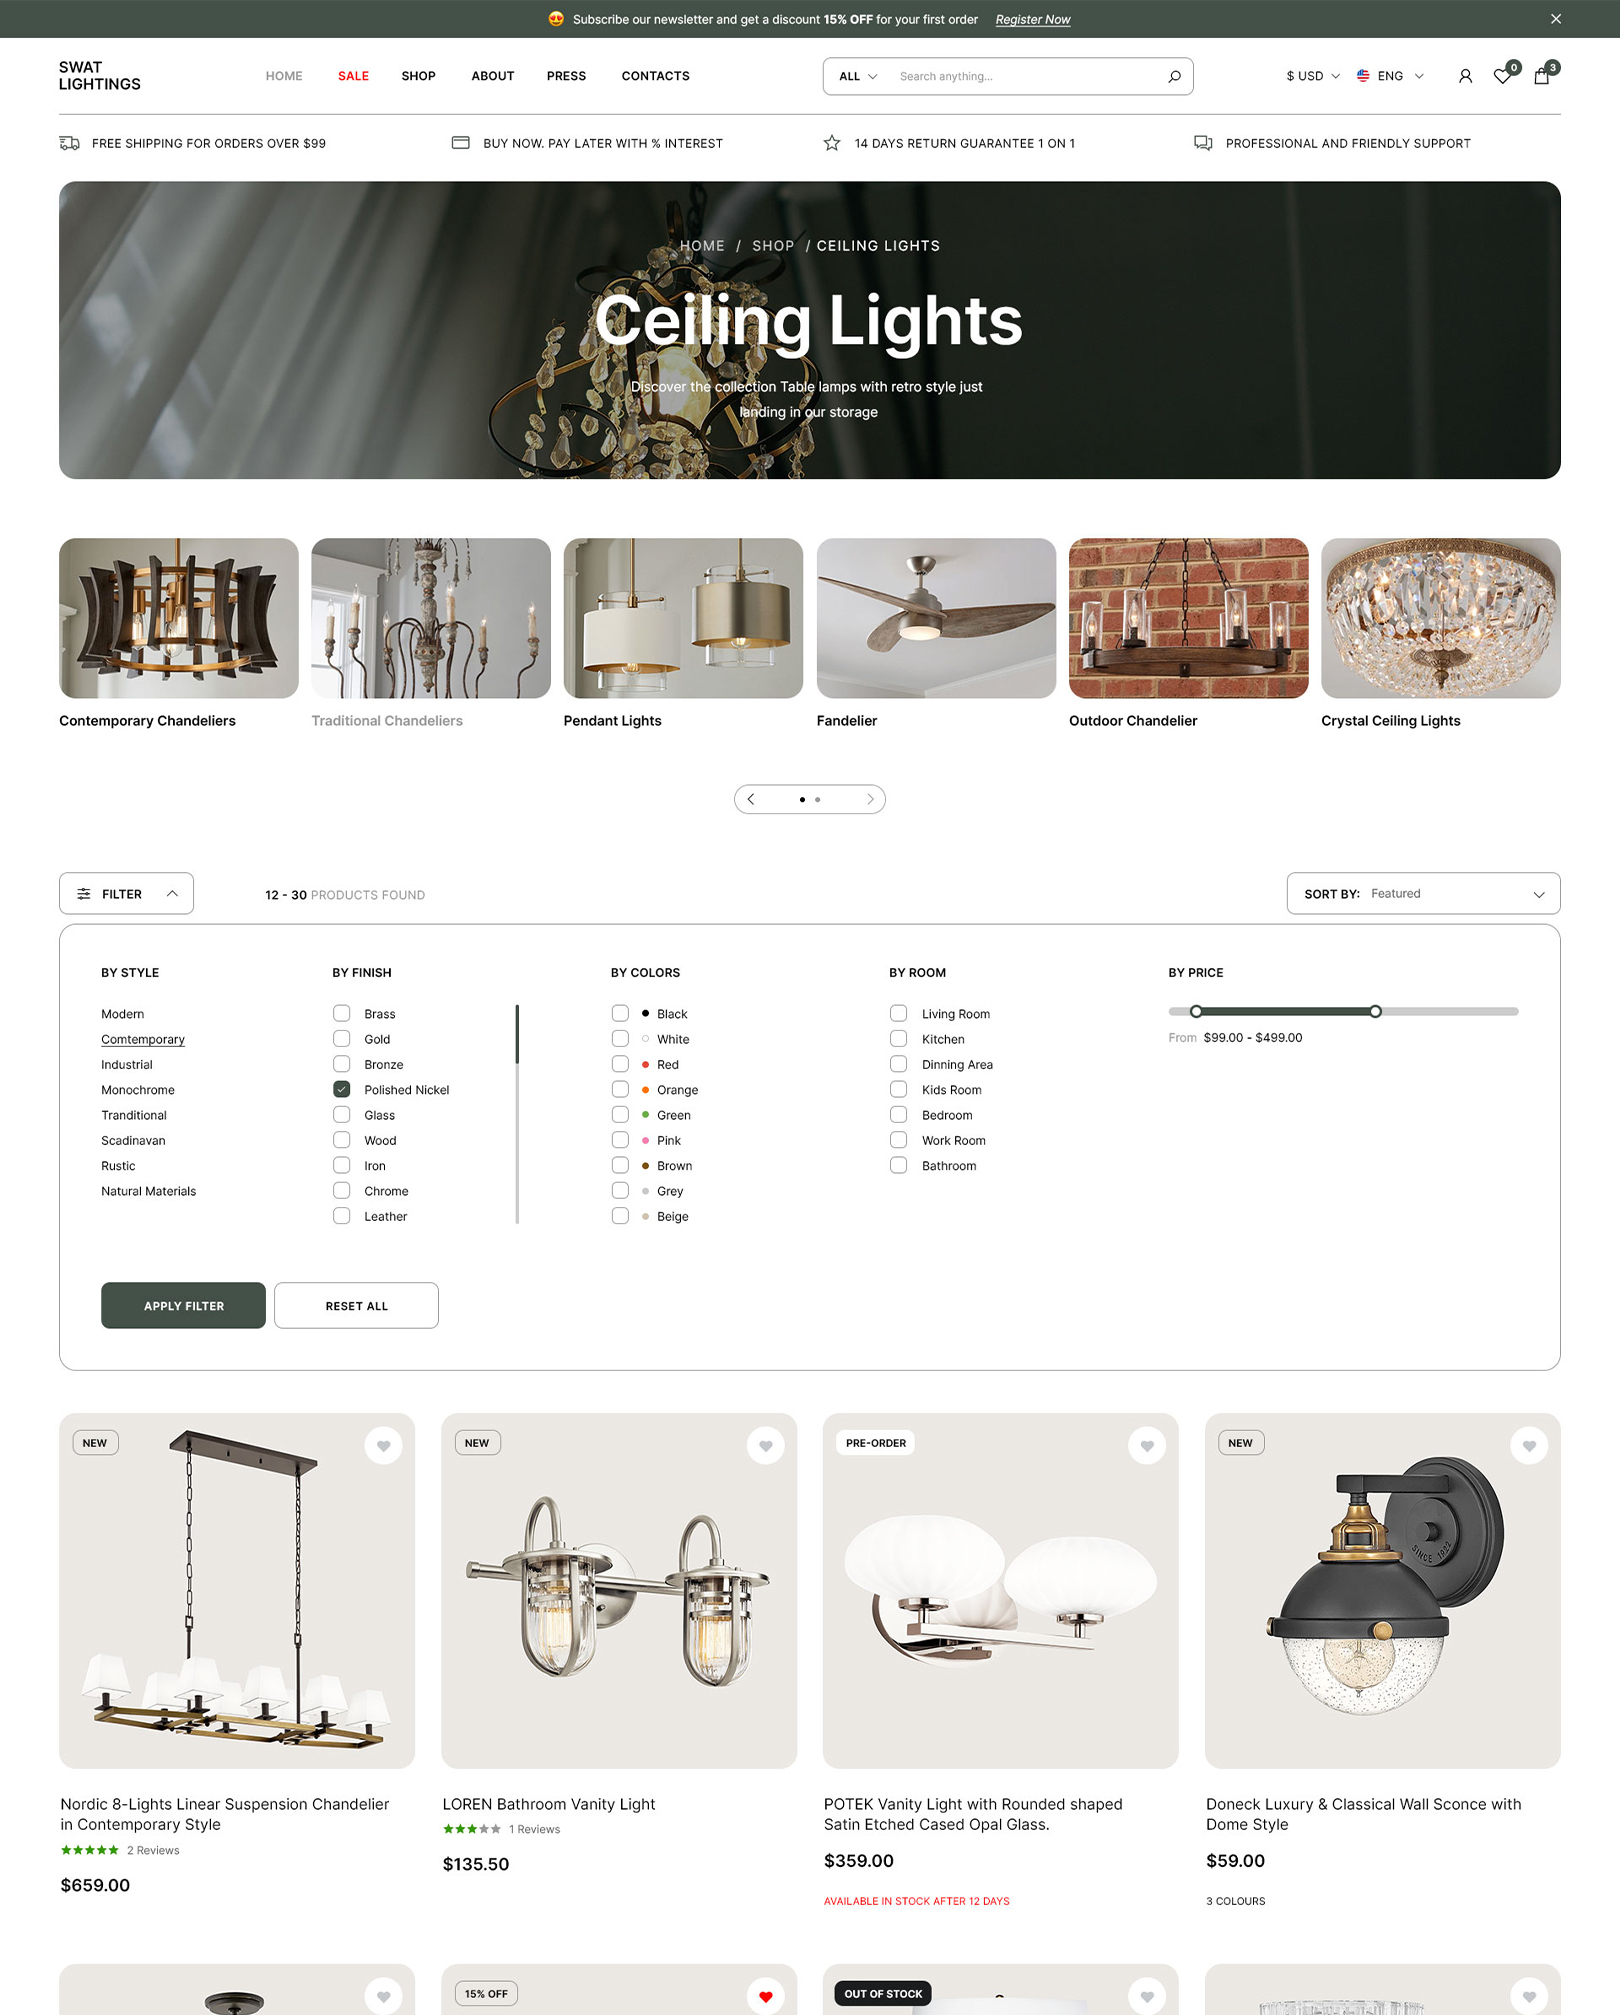 Subscribe our newsletter and get a discount 15% OFF for your first order Register Now
SWAT
LIGHTINGS
HOME
SALE
SHOP
ABOUT
PRESS
CONTACTS
ALL
Search anything...
$ USD
ENG
0
3
FREE SHIPPING FOR ORDERS OVER $99
BUY NOW. PAY LATER WITH % INTEREST
14 DAYS RETURN GUARANTEE 1 ON 1
PROFESSIONAL AND FRIENDLY SUPPORT
HOME / SHOP / CEILING LIGHTS
Ceiling Lights
Discover the collection Table lamps with retro style just
landing in our storage
Contemporary Chandeliers
Traditional Chandeliers
Pendant Lights
Fandelier
Outdoor Chandelier
Crystal Ceiling Lights
FILTER
12 - 30 PRODUCTS FOUND
SORT BY: Featured
BY STYLE
Modern
Comtemporary
Industrial
Monochrome
Tranditional
Scadinavan
Rustic
Natural Materials
BY FINISH
Brass
Gold
Bronze
Polished Nickel
Glass
Wood
Iron
Chrome
Leather
BY COLORS
Black
White
Red
Orange
Green
Pink
Brown
Grey
Beige
BY ROOM
Living Room
Kitchen
Dinning Area
Kids Room
Bedroom
Work Room
Bathroom
BY PRICE
From $99.00 - $499.00
APPLY FILTER
RESET ALL
NEW
Nordic 8-Lights Linear Suspension Chandelier
in Contemporary Style
2 Reviews
$659.00
NEW
LOREN Bathroom Vanity Light
1 Reviews
$135.50
PRE-ORDER
POTEK Vanity Light with Rounded shaped
Satin Etched Cased Opal Glass.
$359.00
AVAILABLE IN STOCK AFTER 12 DAYS
NEW
SINCE 1922
Doneck Luxury & Classical Wall Sconce with
Dome Style
$59.00
3 COLOURS
15% OFF
OUT OF STOCK